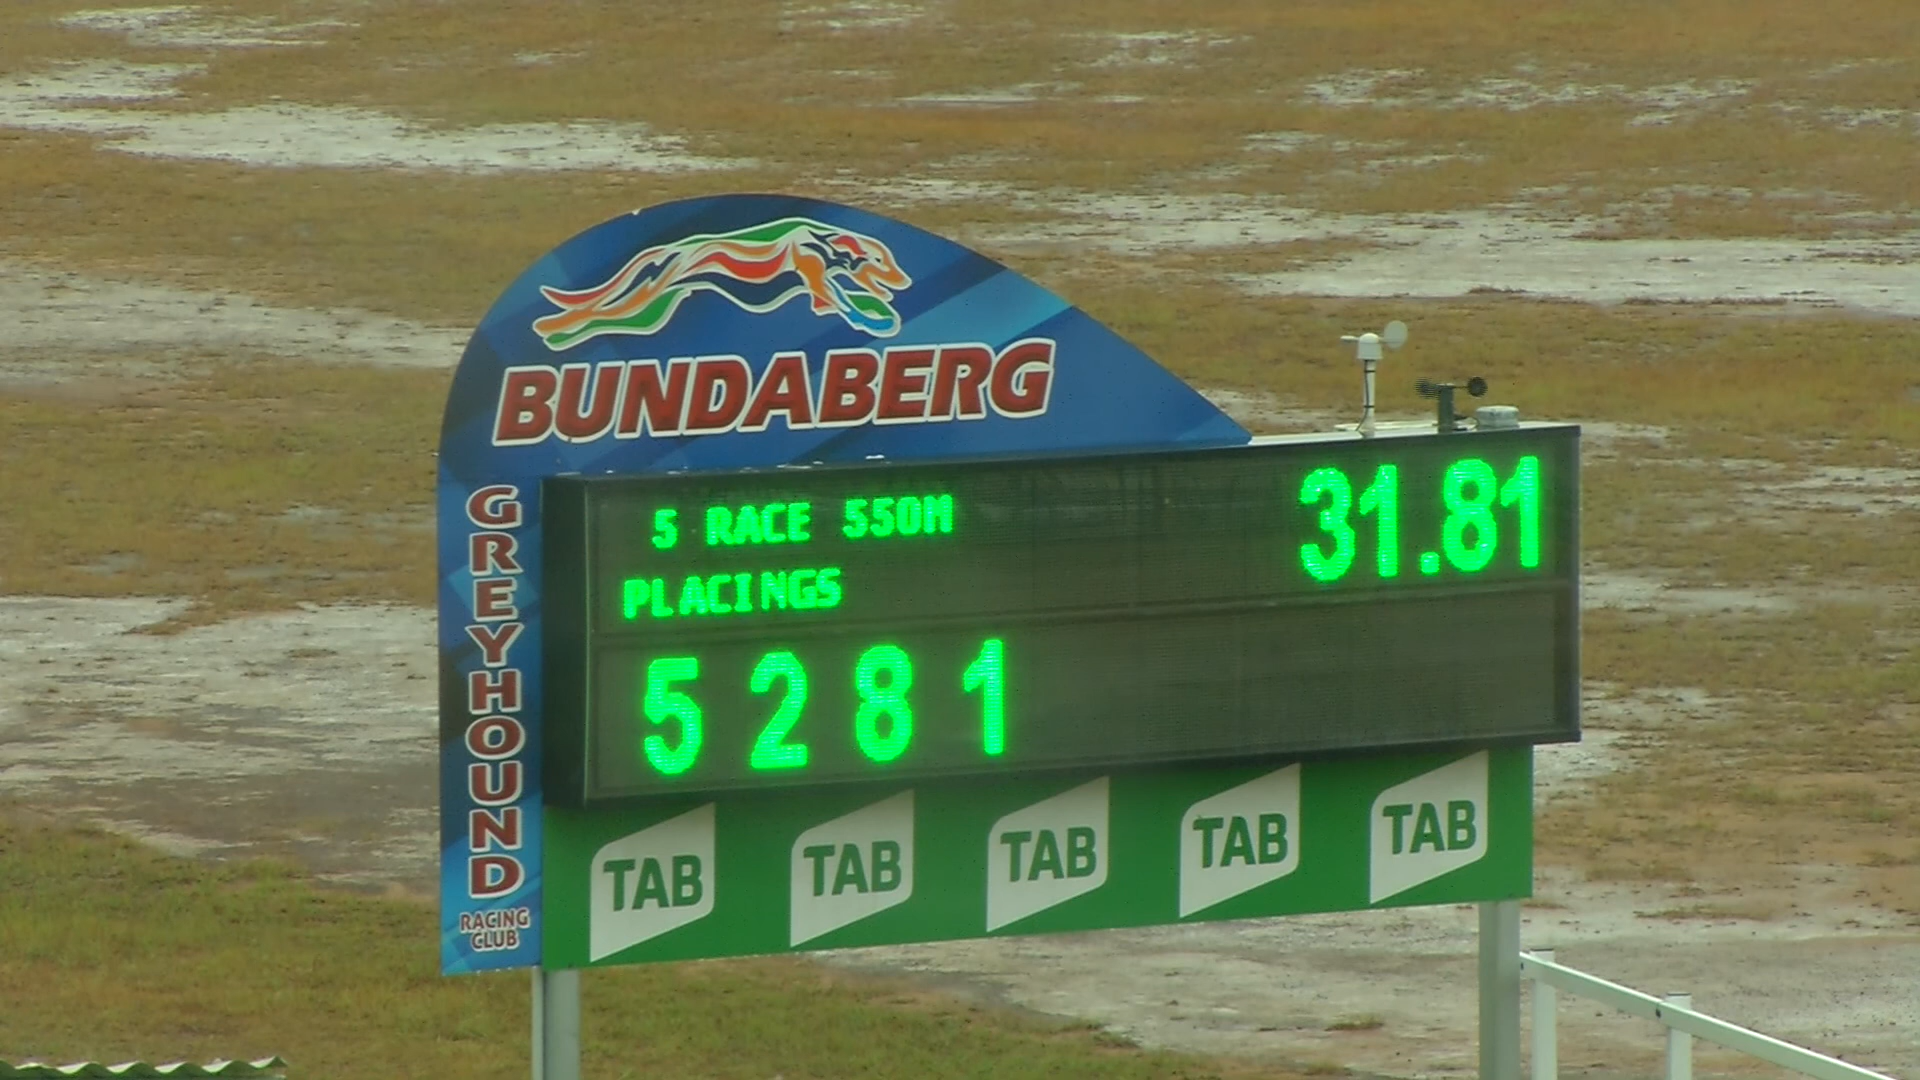 BUNDABERG
GREYHOUND
RACING
CLUB
5 RACE 550M
31.81
PLACINGS
5 2 8 1
TAB TAB TAB TAB TAB